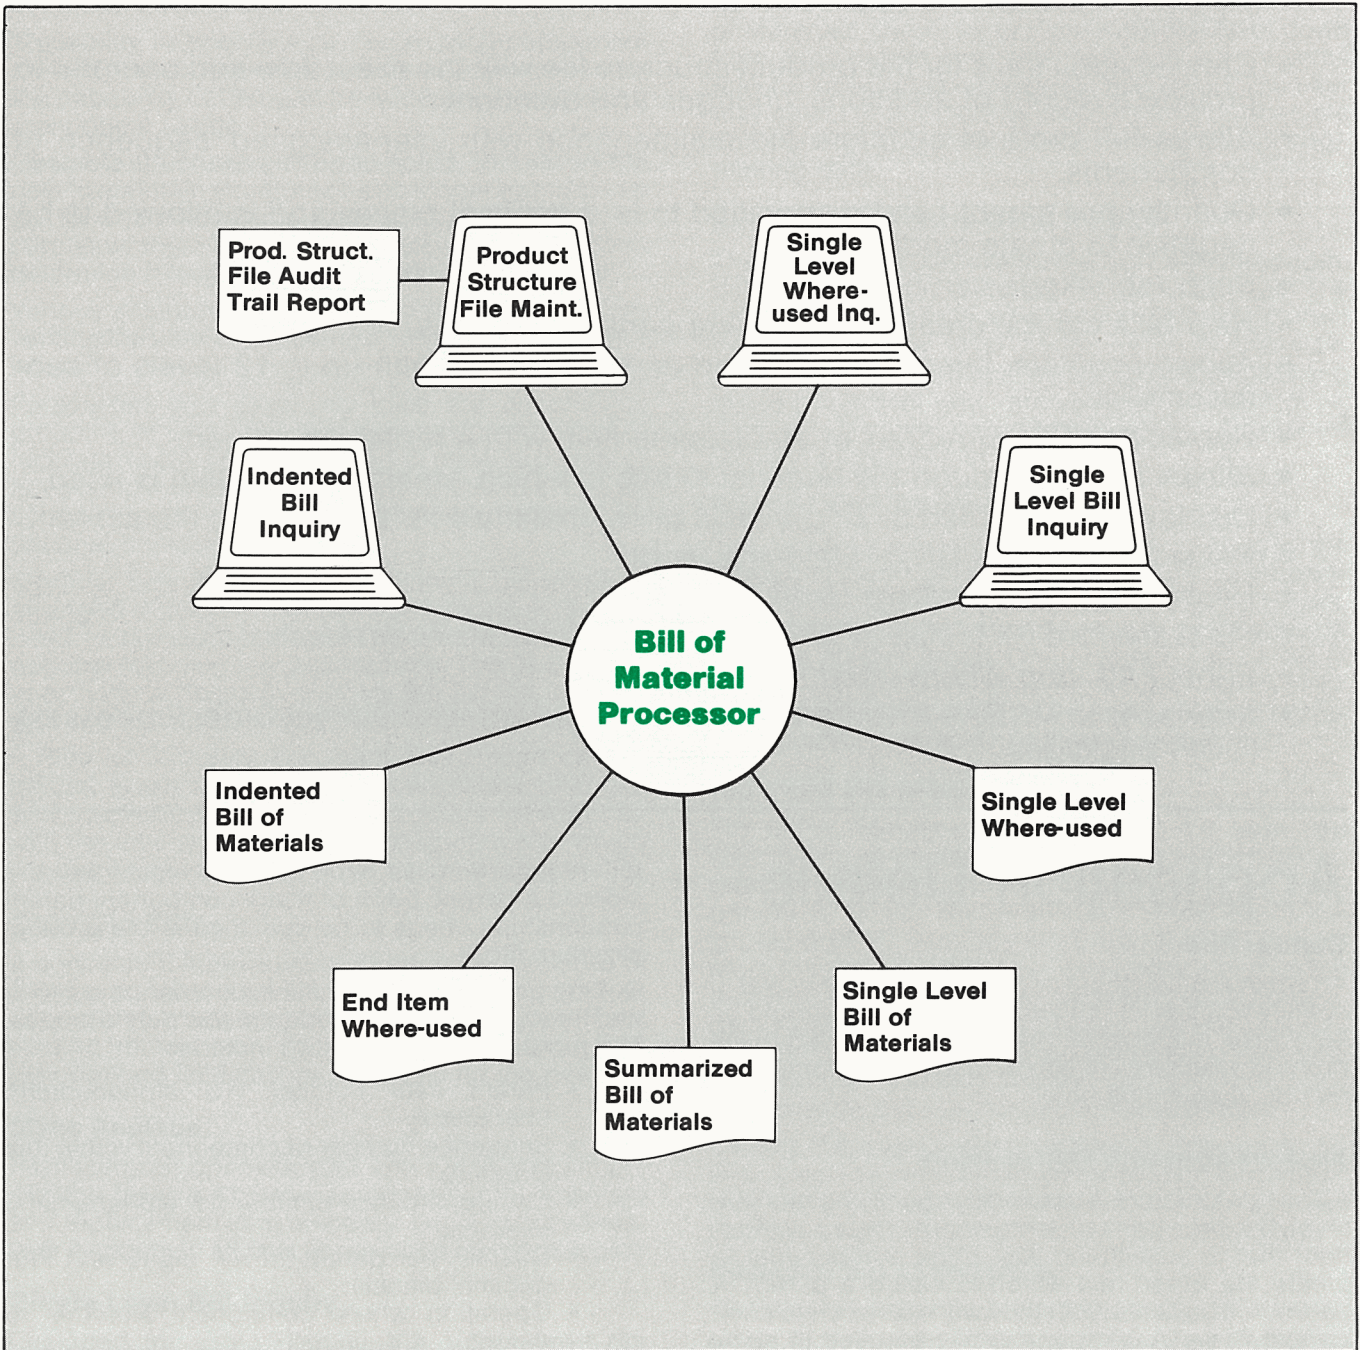 Prod. Struct.
File Audit
Trail Report
Product
Structure
File Maint.
Single
Level
Where-
used Inq.
Indented
Bill
Inquiry
Single
Level Bill
Inquiry
Bill of
Material
Processor
Indented
Bill of
Materials
Single Level
Where-used
End Item
Where-used
Single Level
Bill of
Materials
Summarized
Bill of
Materials